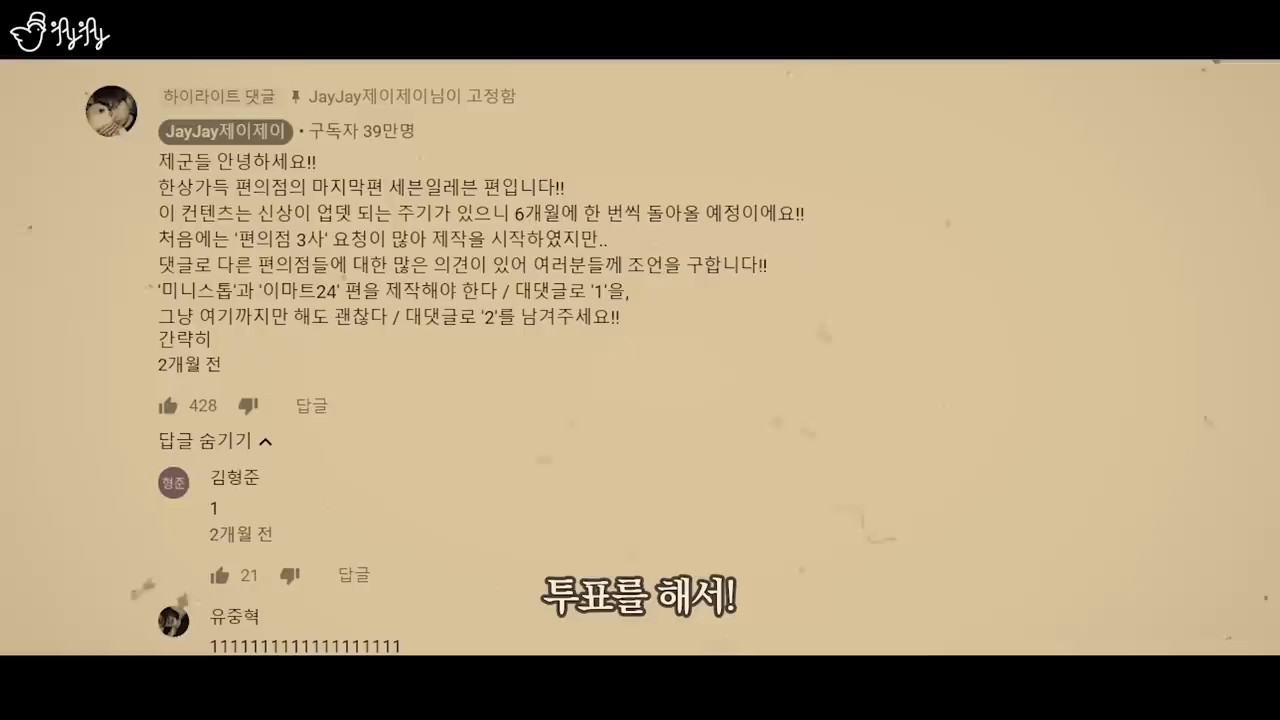 하이라이트 댓글 JayJay제이제이님이 고정함
JayJay제이제이 • 구독자 39만명
제군들 안녕하세요!!
한상가득 편의점의 마지막편 세븐일레븐 편입니다!!
이 컨텐츠는 신상이 업뎃 되는 주기가 있으니 6개월에 한 번씩 돌아올 예정이에요!!
처음에는 '편의점 3사' 요청이 많아 제작을 시작하였지만..
댓글로 다른 편의점들에 대한 많은 의견이 있어 여러분들께 조언을 구합니다!!
'미니스톱'과 '이마트24' 편을 제작해야 한다 / 대댓글로 '1'을,
그냥 여기까지만 해도 괜찮다 / 대댓글로 '2'를 남겨주세요!!
간략히
2개월 전
428 답글
답글 숨기기
형준 김형준
1
2개월 전
21 답글
투표를 해서!
유중혁
1111111111111111111